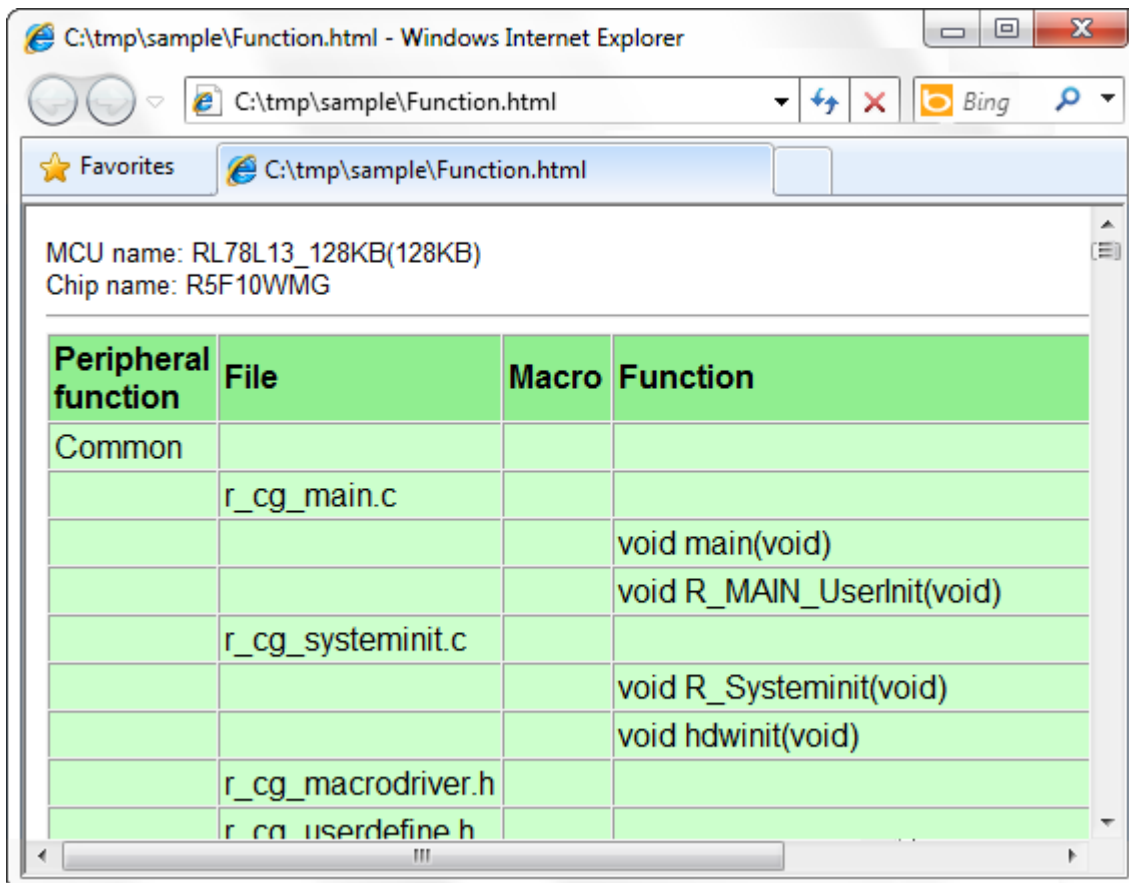 C:\tmp\sample\Function.html - Windows Internet Explorer
C:\tmp\sample\Function.html Bing
Favorites C:\tmp\sample\Function.html
MCU name: RL78L13_128KB(128KB)
Chip name: R5F10WMG
Peripheral function File Macro Function
Common
r_cg_main.c
void main(void)
void R_MAIN_UserInit(void)
r_cg_systeminit.c
void R_Systeminit(void)
void hdwinit(void)
r_cg_macrodriver.h
r_cg_userdefine.h